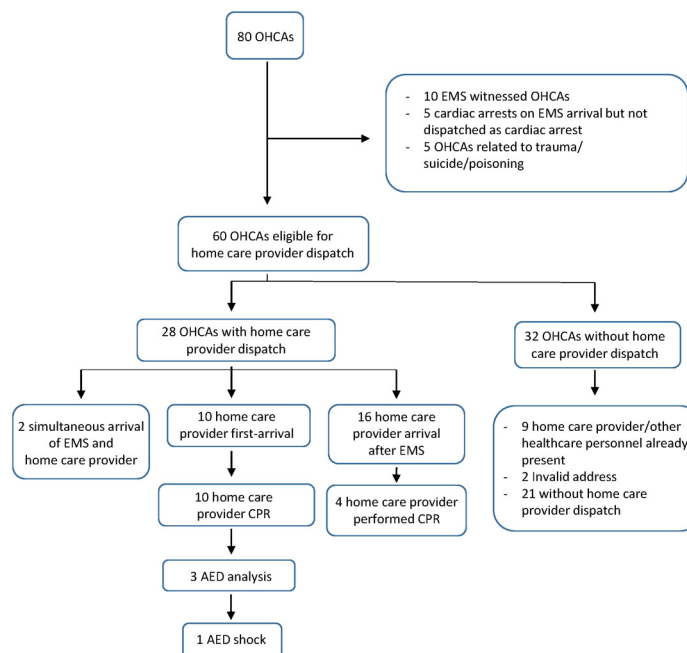 80 OHCAs
- 10 EMS witnessed OHCAs
- 5 cardiac arrests on EMS arrival but not
dispatched as cardiac arrest
- 5 OHCAs related to trauma/
suicide/poisoning
60 OHCAs eligible for
home care provider dispatch
28 OHCAs with home care
provider dispatch
32 OHCAs without home
care provider dispatch
2 simultaneous arrival
of EMS and
home care provider
10 home care
provider first-arrival
16 home care
provider arrival
after EMS
- 9 home care provider/other
healthcare personnel already
present
- 2 Invalid address
- 21 without home care
provider dispatch
10 home care
provider CPR
4 home care provider
performed CPR
3 AED analysis
1 AED shock